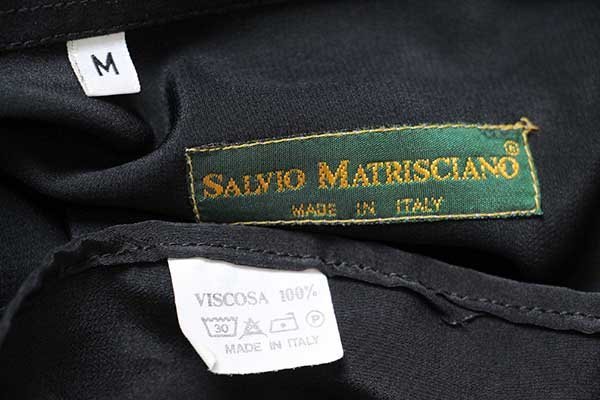 M
SALVIO MATRISCIANO®
MADE IN ITALY
VISCOSA 100%
30 P
MADE IN ITALY